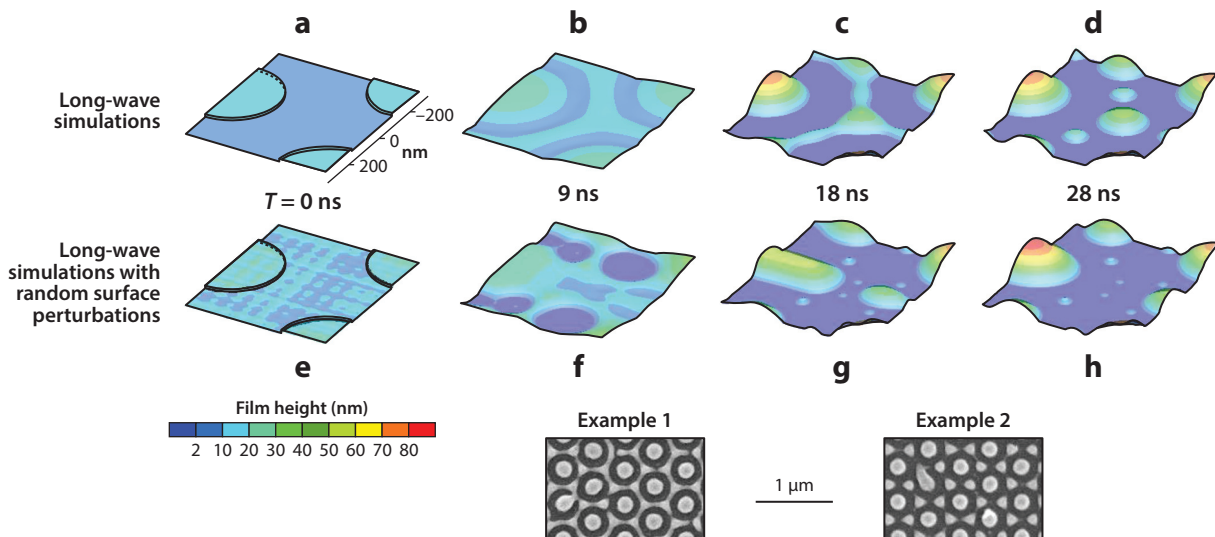 a b c d
Long-wave
simulations
–200
0
nm
200
T = 0 ns 9 ns 18 ns 28 ns
Long-wave
simulations with
random surface
perturbations
e f g h
Film height (nm)
2 10 20 30 40 50 60 70 80
Example 1 Example 2
1 µm